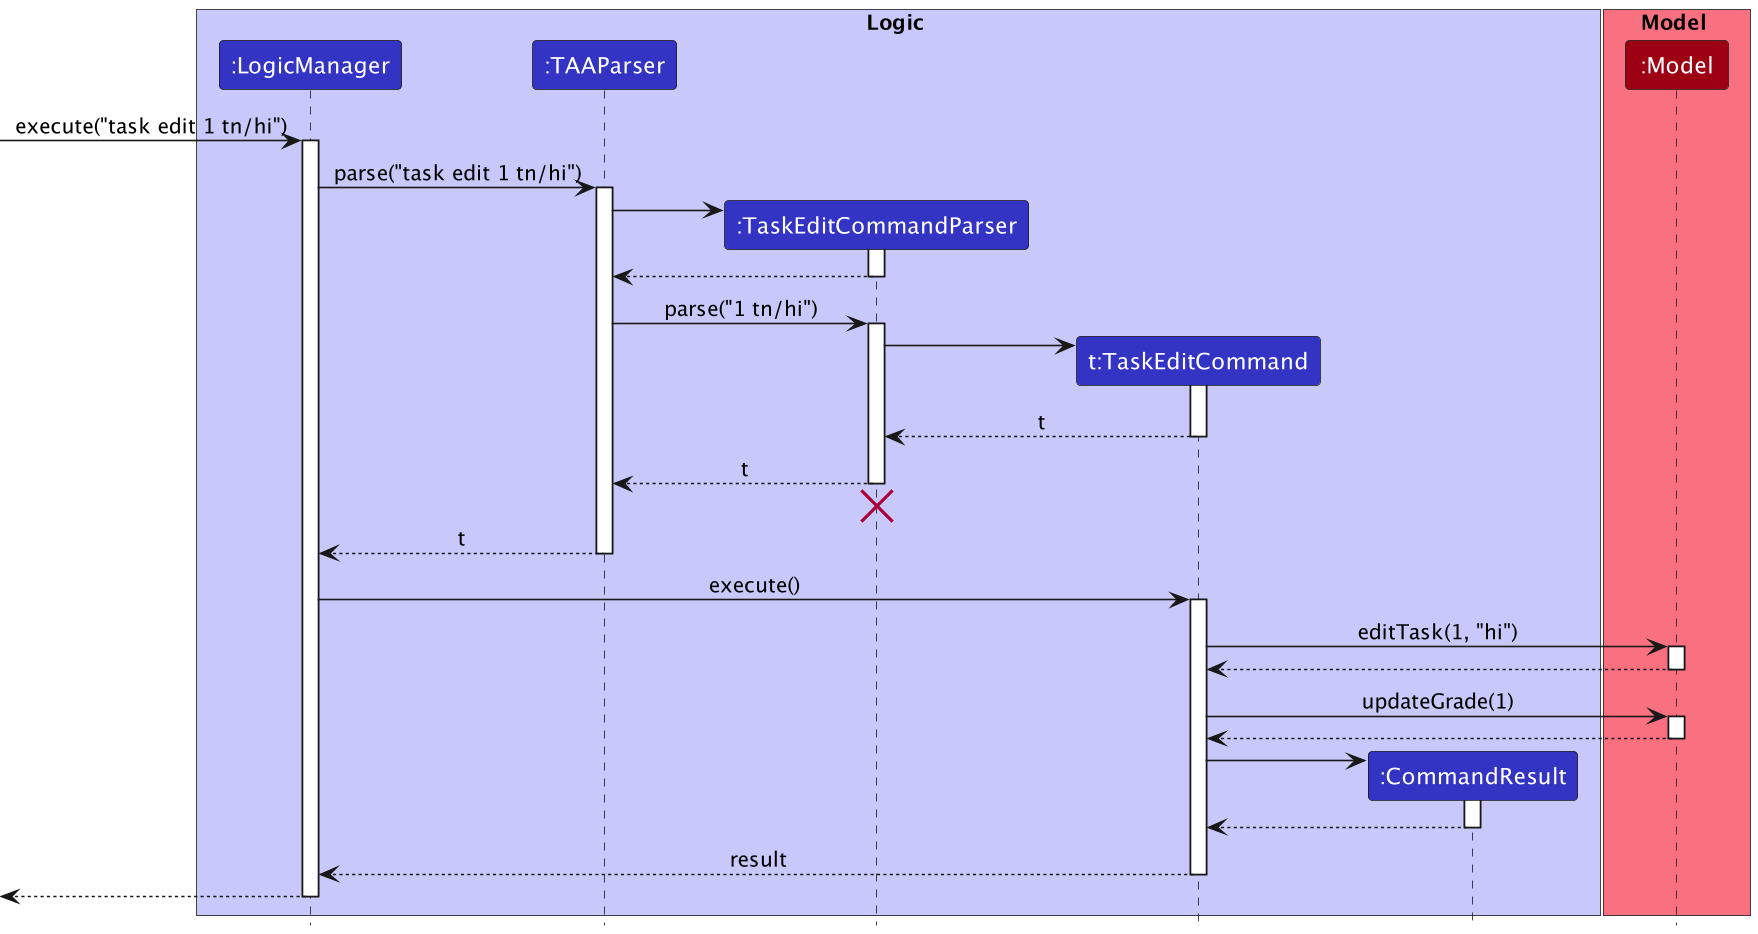 Logic
Model
:LogicManager
:TAAParser
:Model
execute("task edit 1 tn/hi")
parse("task edit 1 tn/hi")
:TaskEditCommandParser
parse("1 tn/hi")
t:TaskEditCommand
t
t
t
execute()
editTask(1, "hi")
updateGrade(1)
:CommandResult
result